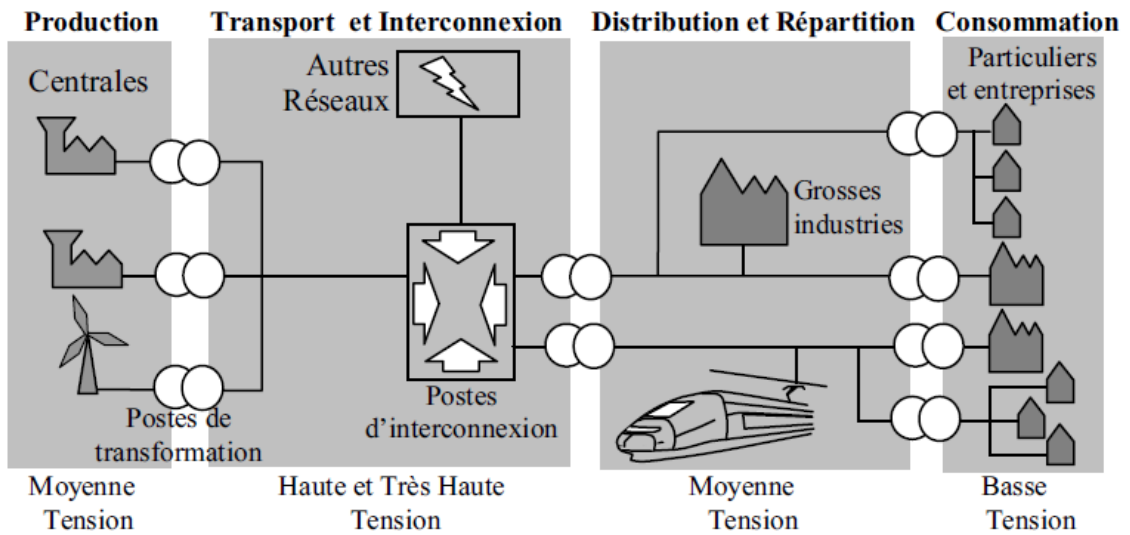 Production
Transport et Interconnexion
Distribution et Répartition
Consommation
Centrales
Autres
Réseaux
Particuliers
et entreprises
Grosses
industries
Postes de
transformation
Postes
d'interconnexion
Moyenne
Tension
Haute et Très Haute
Tension
Moyenne
Tension
Basse
Tension